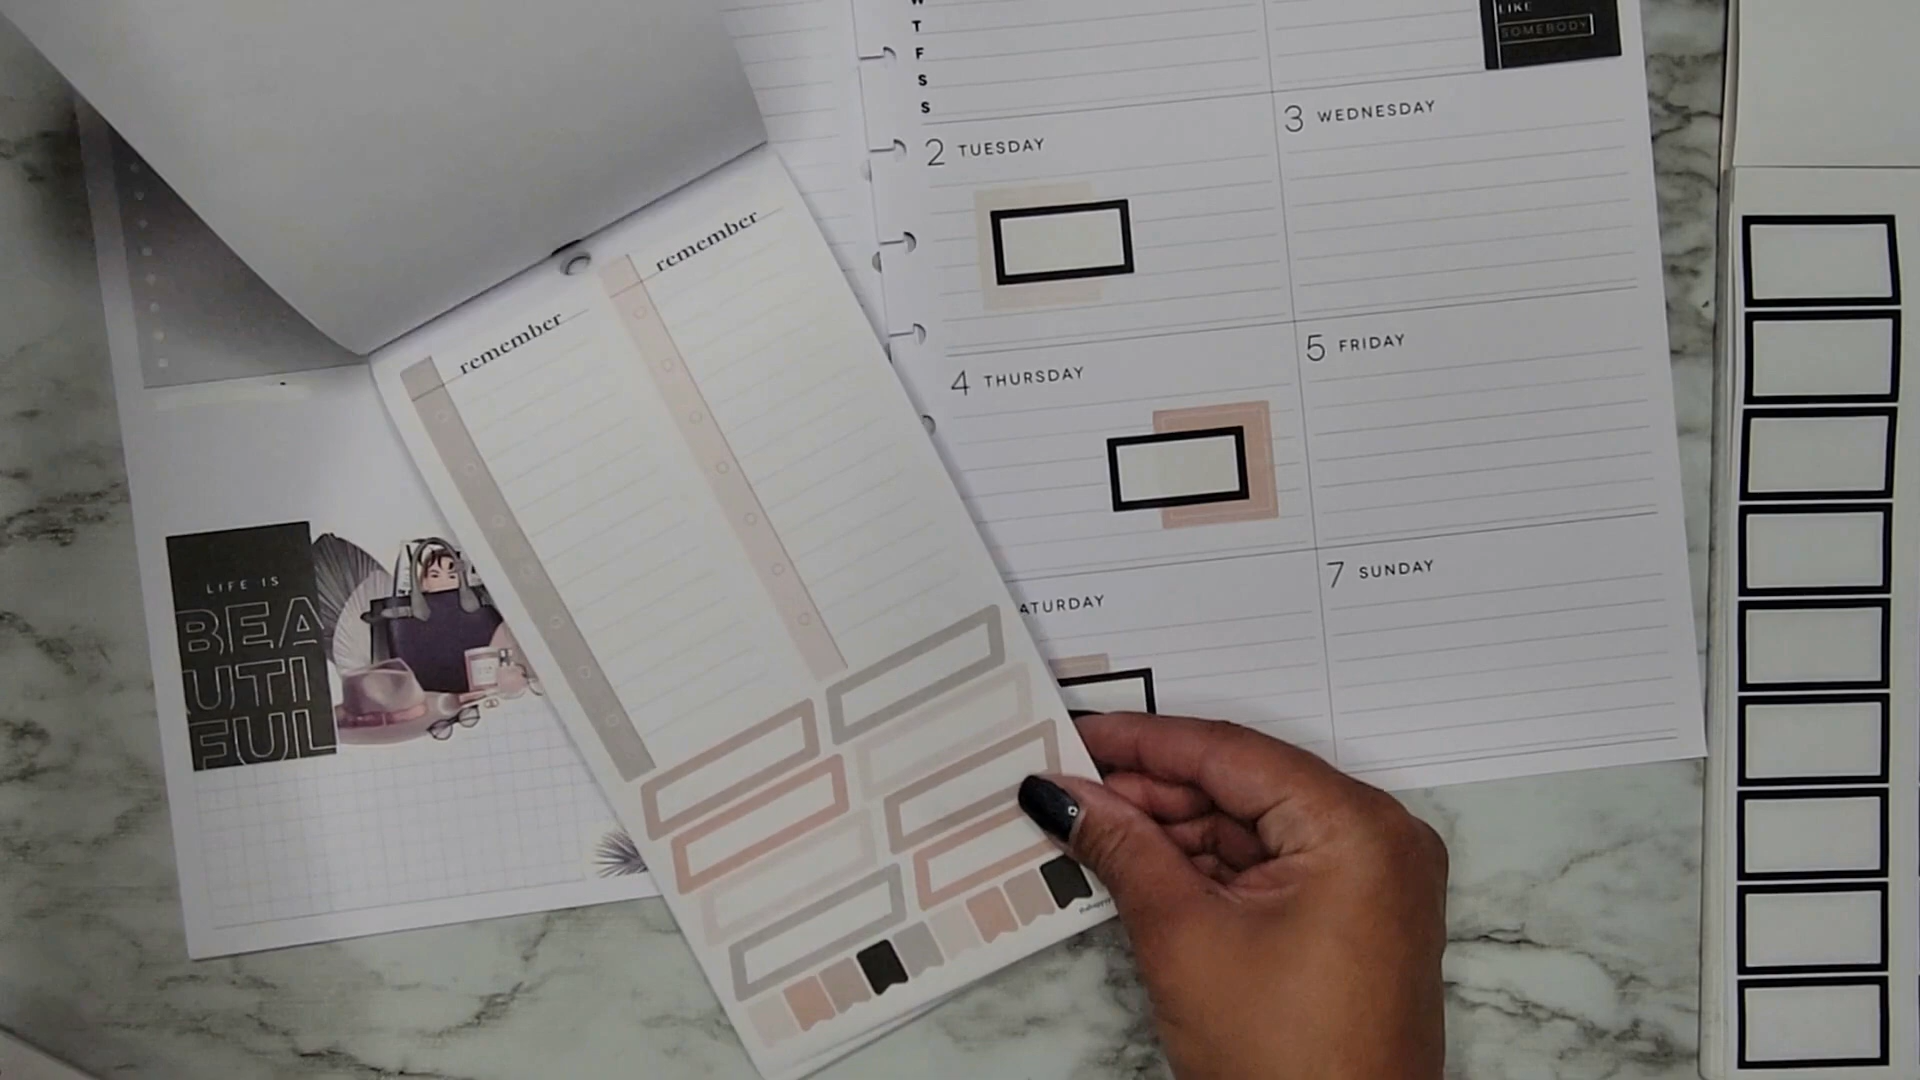 T
F
S
S
LIKE
SOMEBODY
2 TUESDAY
3 WEDNESDAY
4 THURSDAY
5 FRIDAY
ATURDAY
7 SUNDAY
remember
remember
LIFE IS
BEA
UTI
FUL